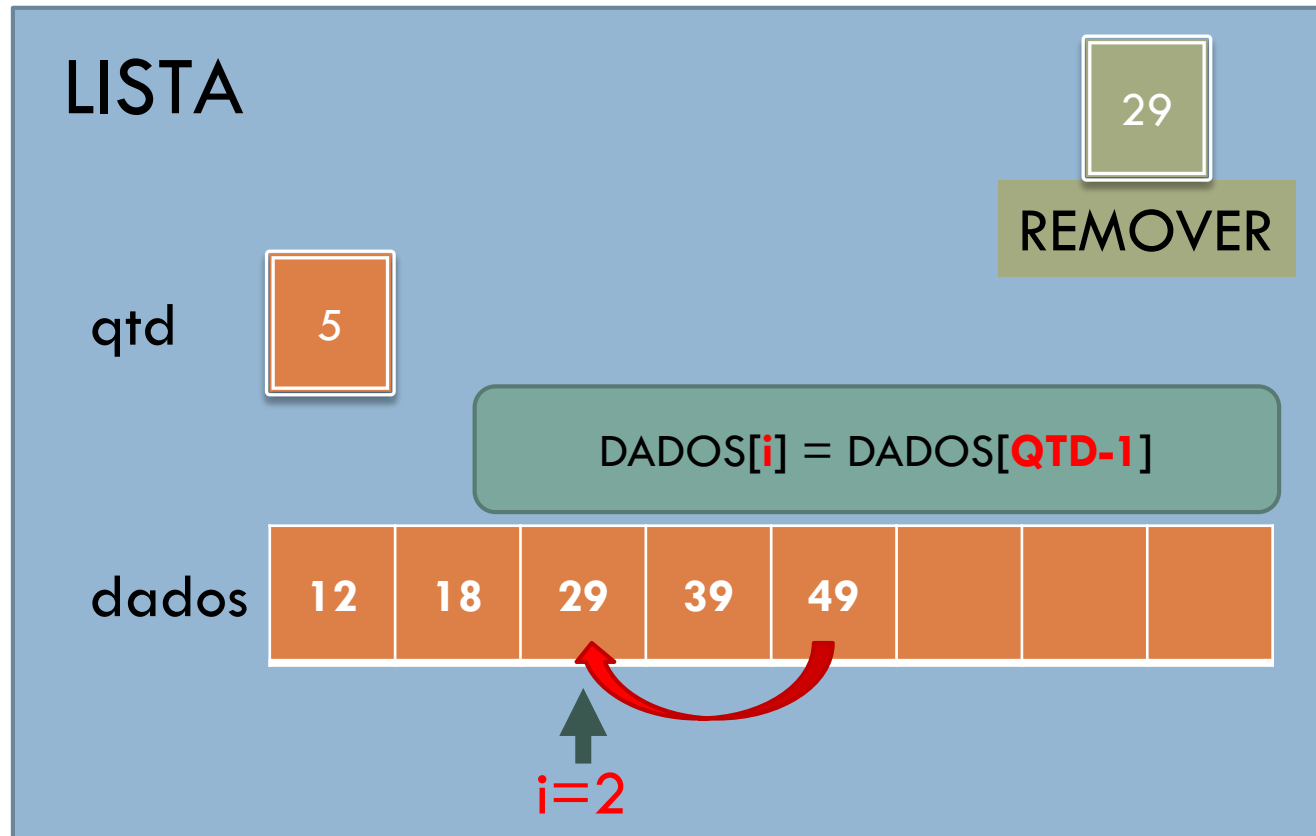 LISTA
29
REMOVER
qtd
5
DADOS[i] = DADOS[QTD-1]
dados 12 18 29 39 49
i=2